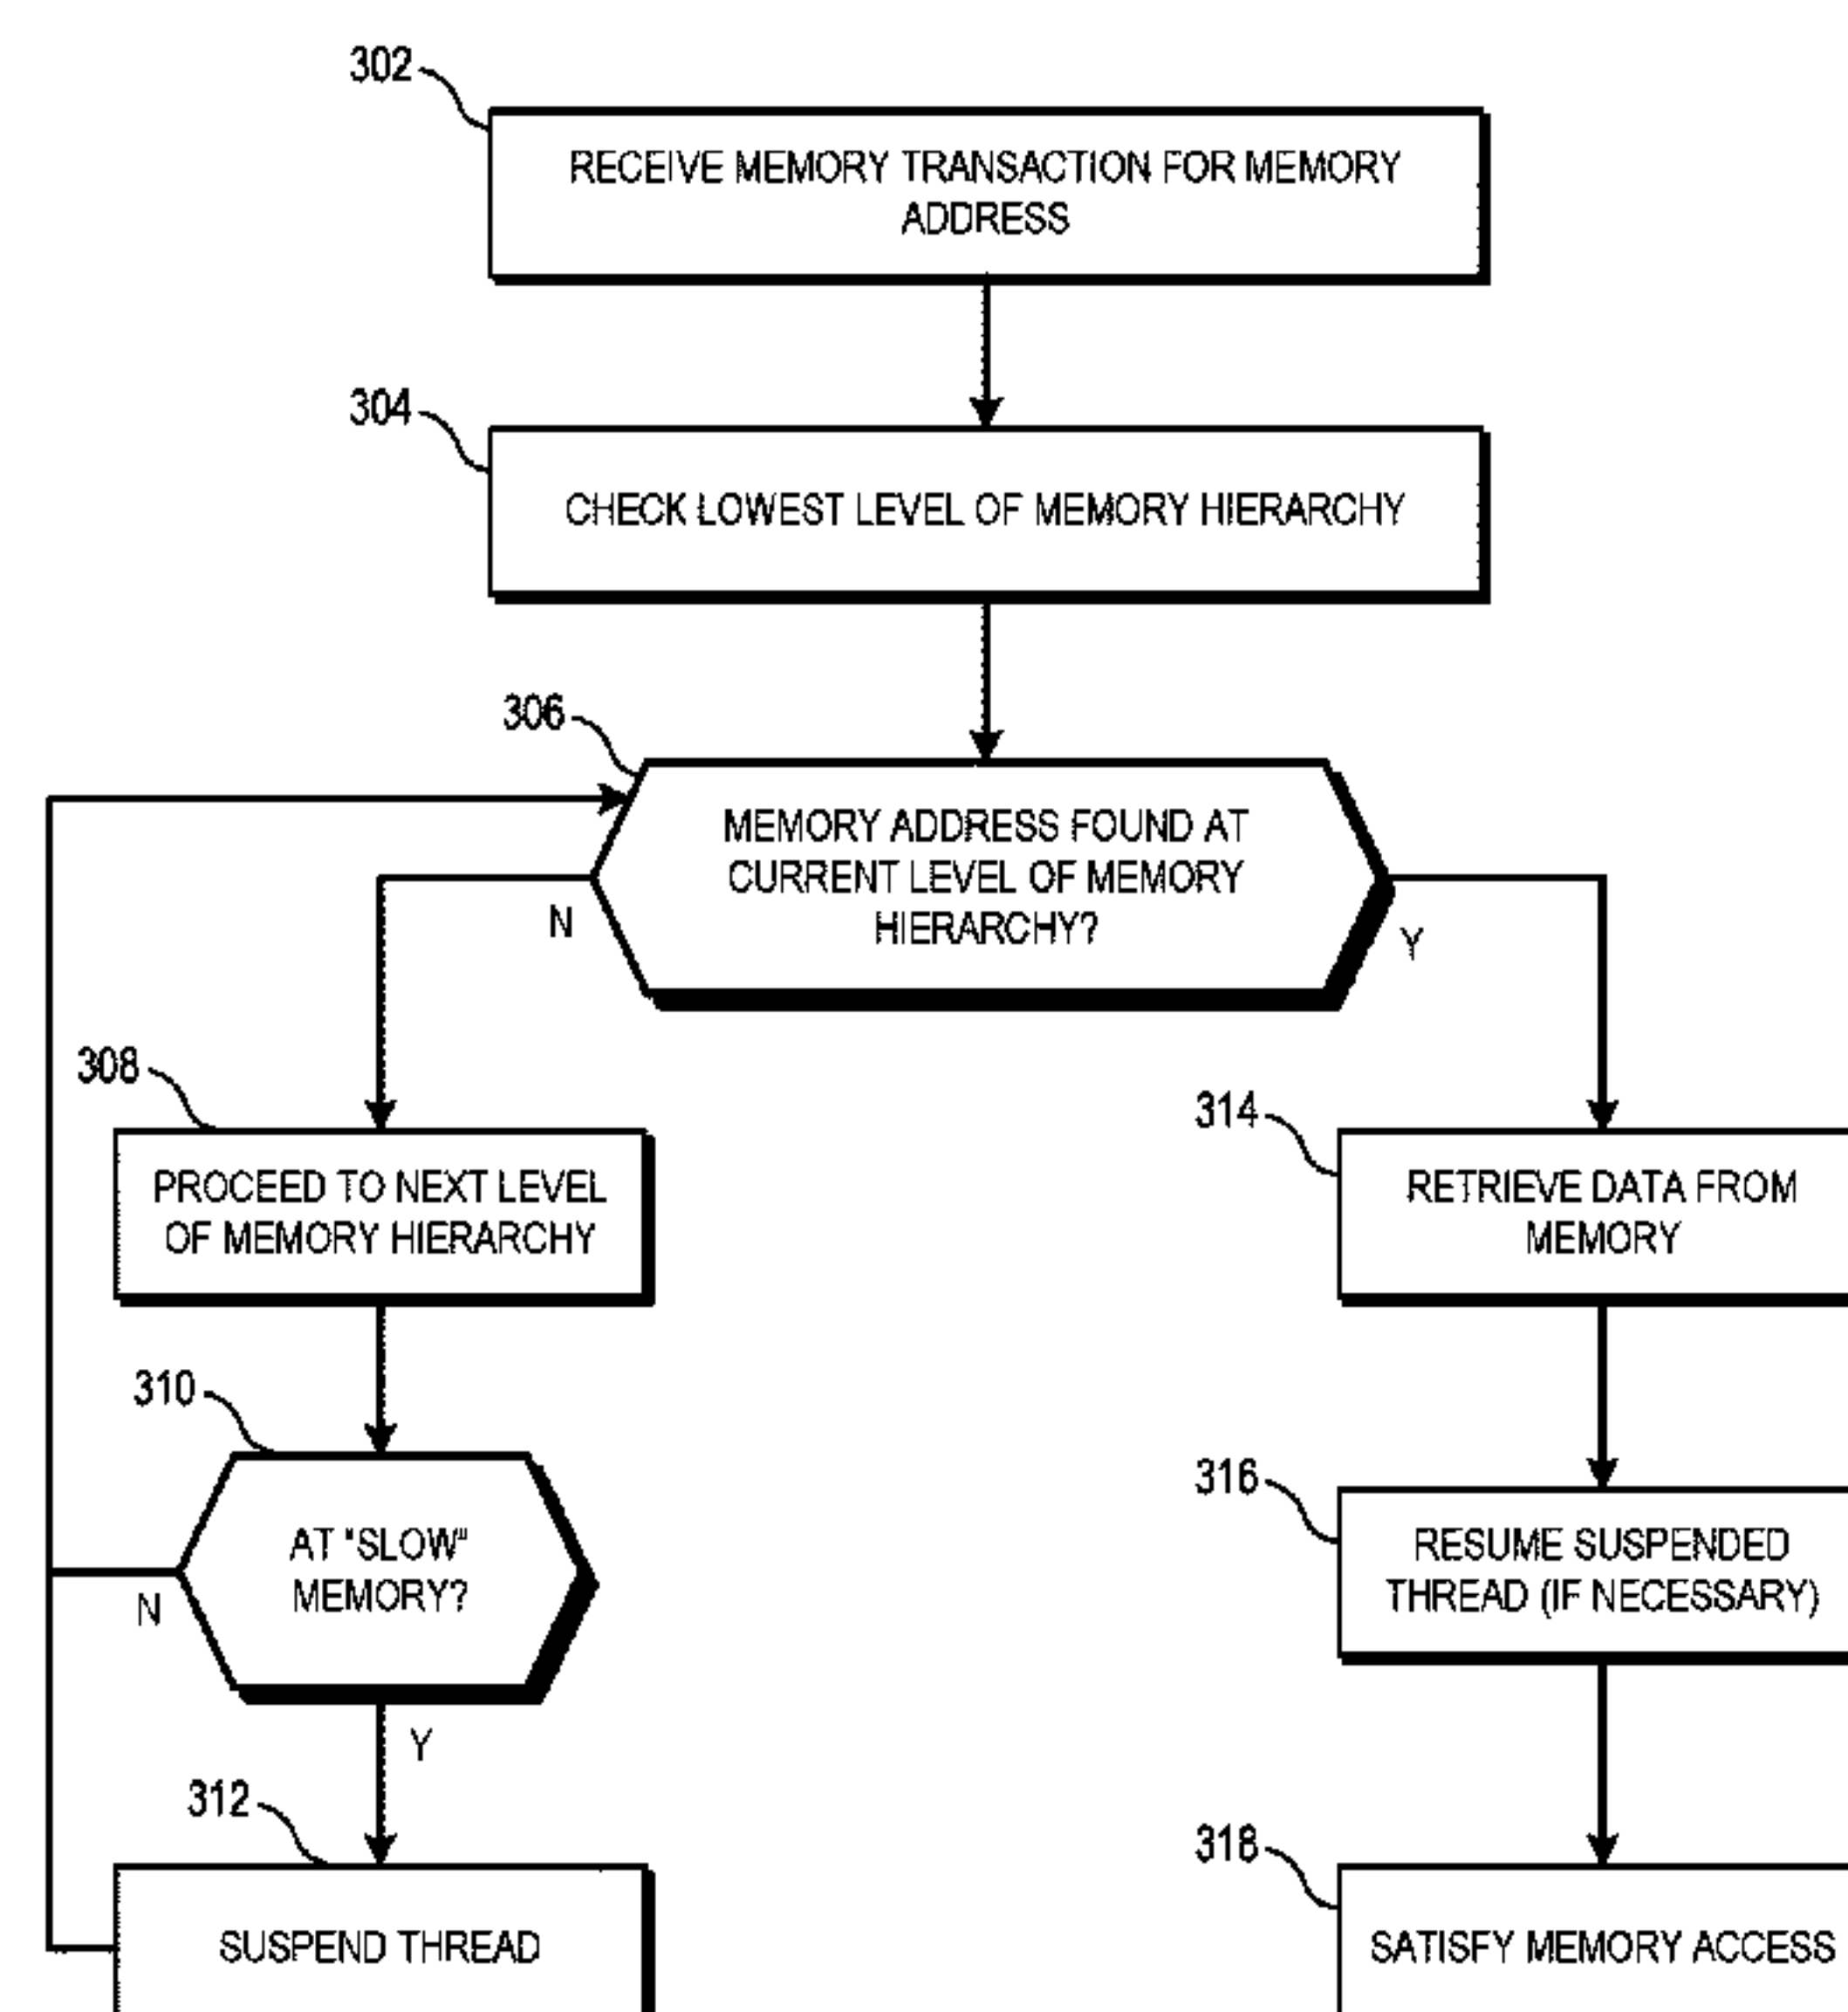 302
RECEIVE MEMORY TRANSACTION FOR MEMORY
ADDRESS
304
CHECK LOWEST LEVEL OF MEMORY HIERARCHY
306
MEMORY ADDRESS FOUND AT
CURRENT LEVEL OF MEMORY
HIERARCHY?
N
Y
308
PROCEED TO NEXT LEVEL
OF MEMORY HIERARCHY
310
AT "SLOW"
MEMORY?
N
Y
312
SUSPEND THREAD
314
RETRIEVE DATA FROM
MEMORY
316
RESUME SUSPENDED
THREAD (IF NECESSARY)
318
SATISFY MEMORY ACCESS